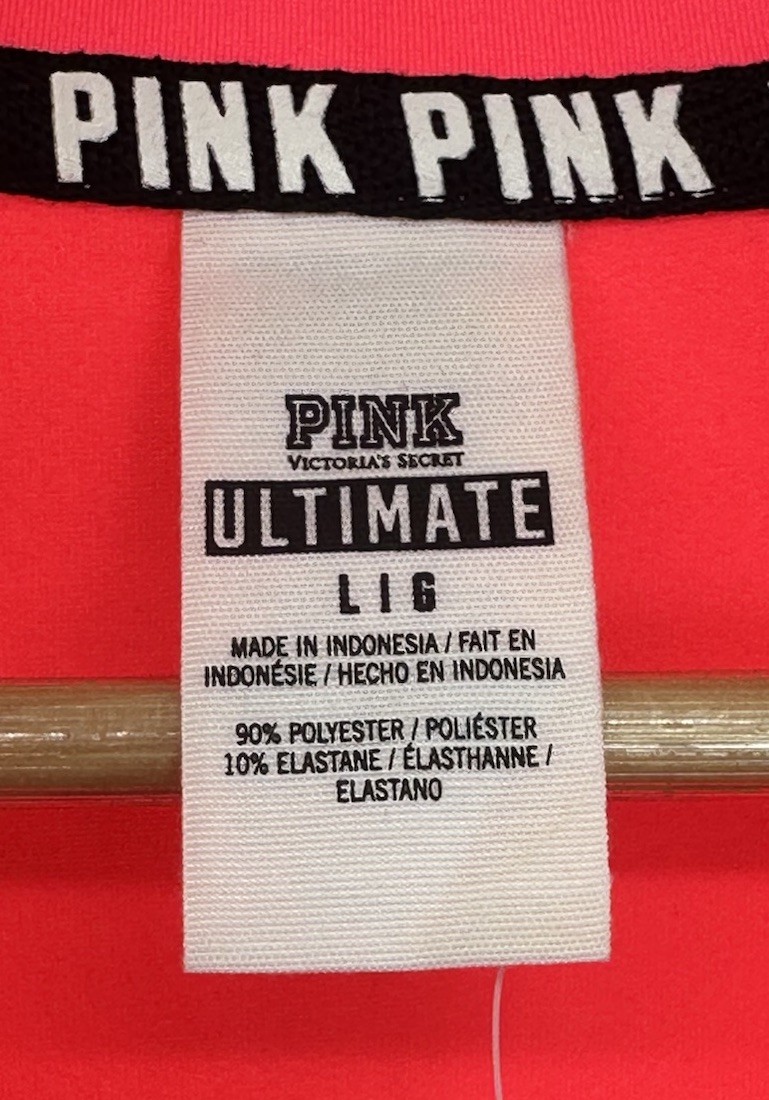 PINK PINK
PINK
VICTORIA'S SECRET
ULTIMATE
L | G
MADE IN INDONESIA / FAIT EN
INDONÉSIE / HECHO EN INDONESIA
90% POLYESTER / POLIÉSTER
10% ELASTANE / ÉLASTHANNE /
ELASTANO